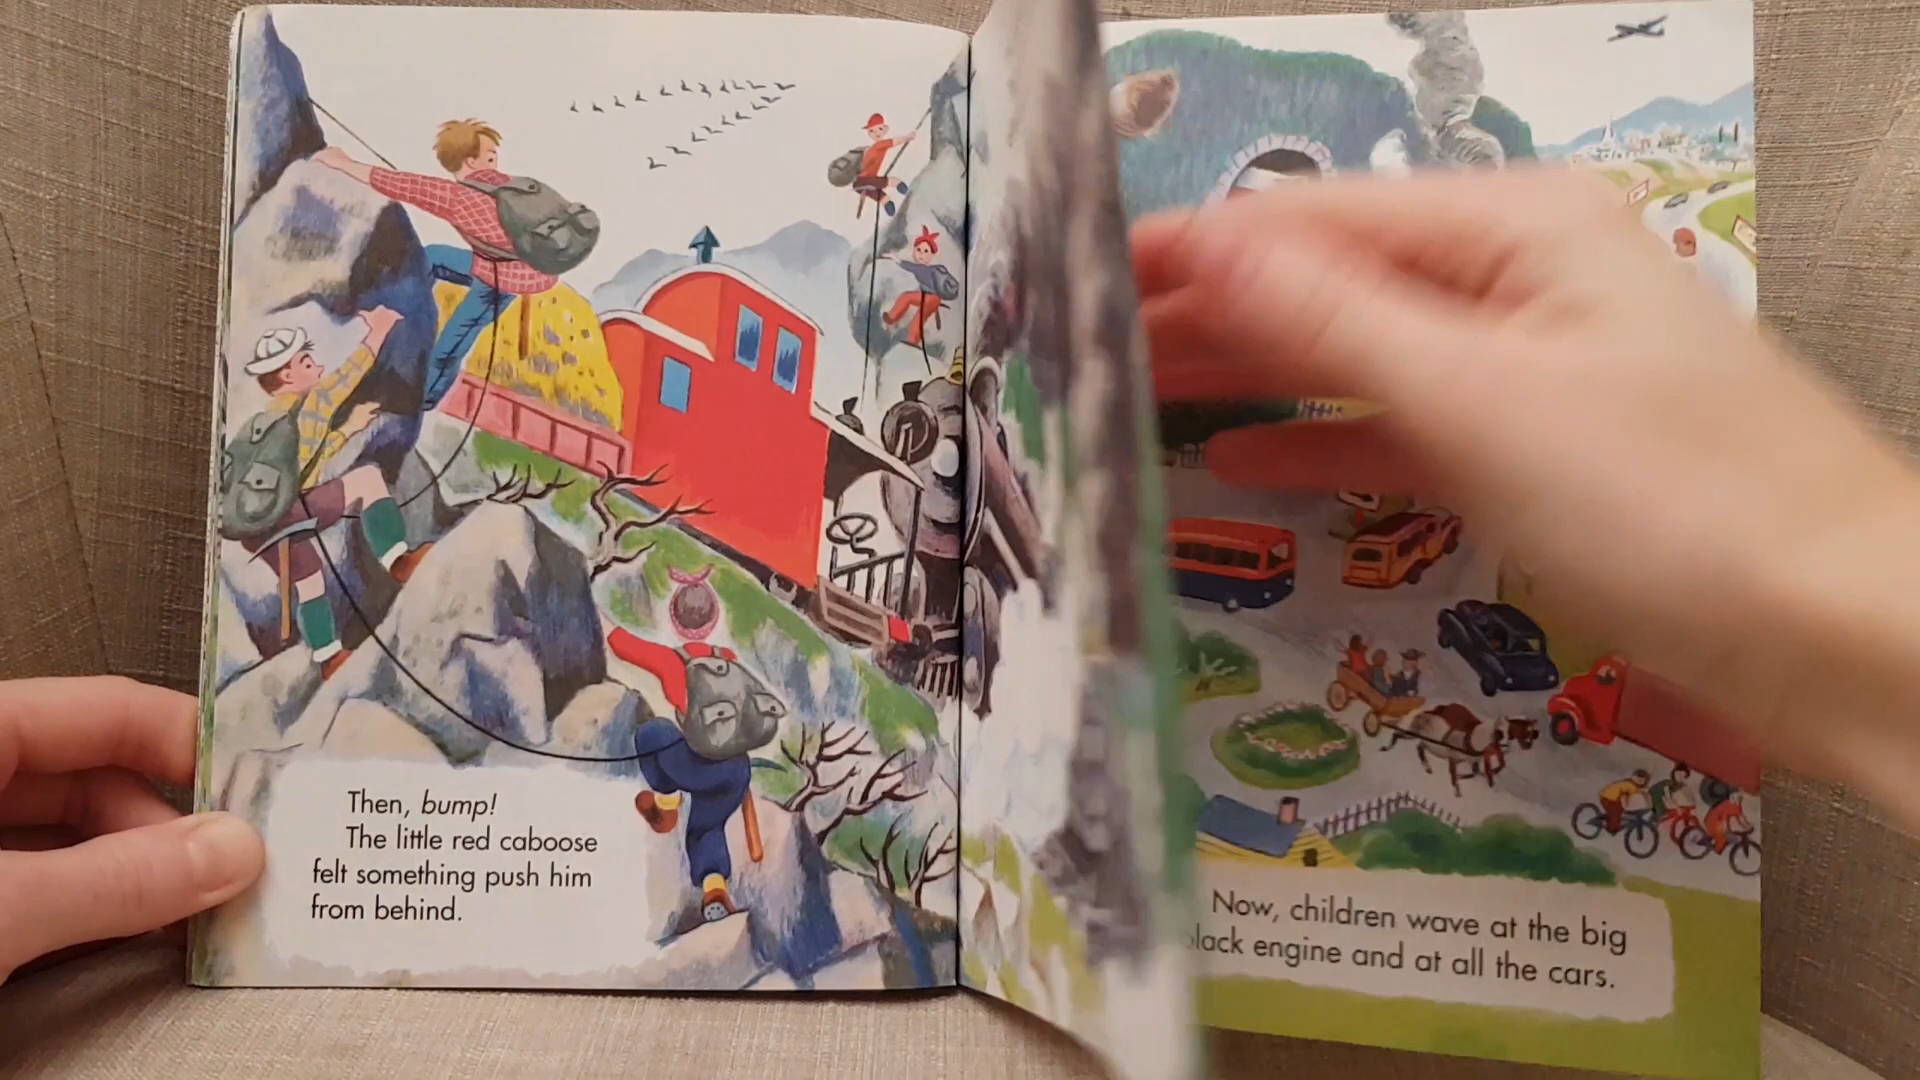 Then, bump!
The little red caboose
felt something push him
from behind.
Now, children wave at the big
black engine and at all the cars.